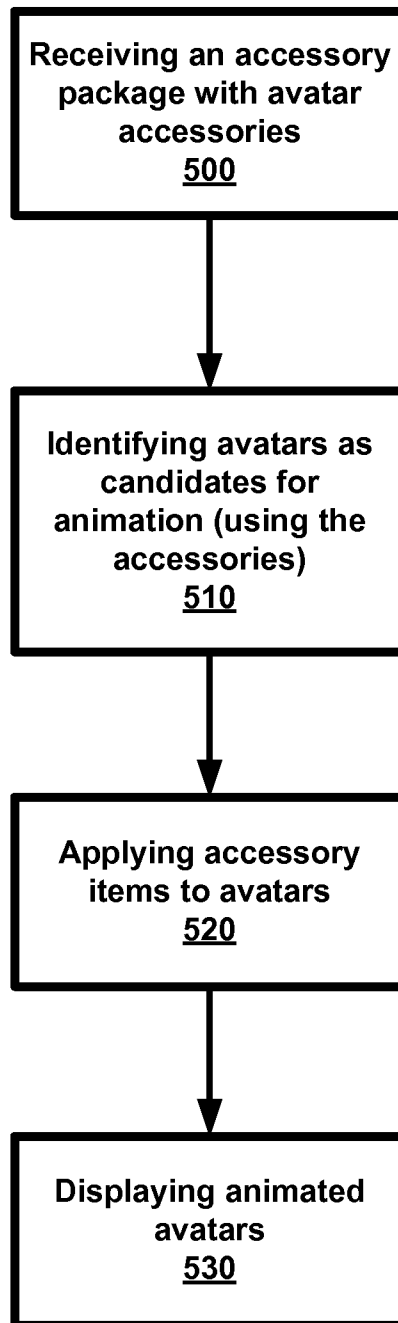 Receiving an accessory
package with avatar
accessories
500
Identifying avatars as
candidates for
animation (using the
accessories)
510
Applying accessory
items to avatars
520
Displaying animated
avatars
530